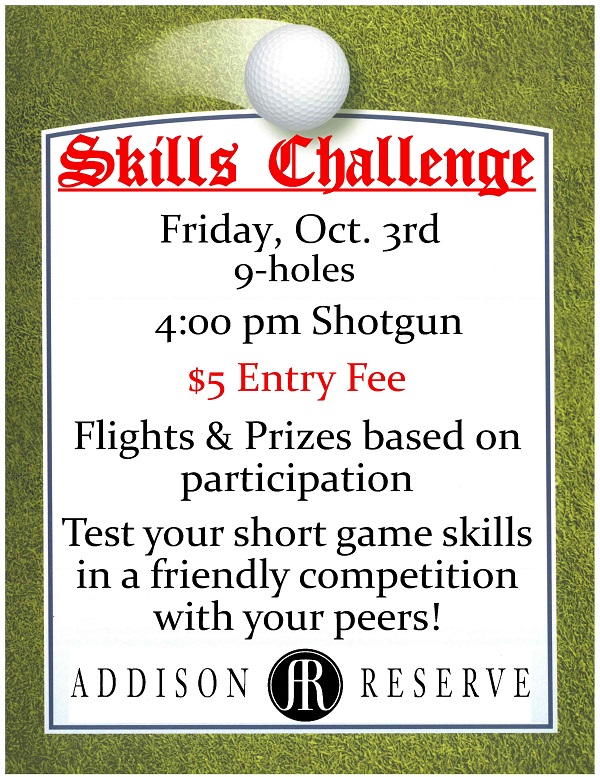 Skills Challenge
Friday, Oct. 3rd
9-holes
4:00 pm Shotgun
$5 Entry Fee
Flights & Prizes based on
participation
Test your short game skills
in a friendly competition
with your peers!
ADDISON AR RESERVE